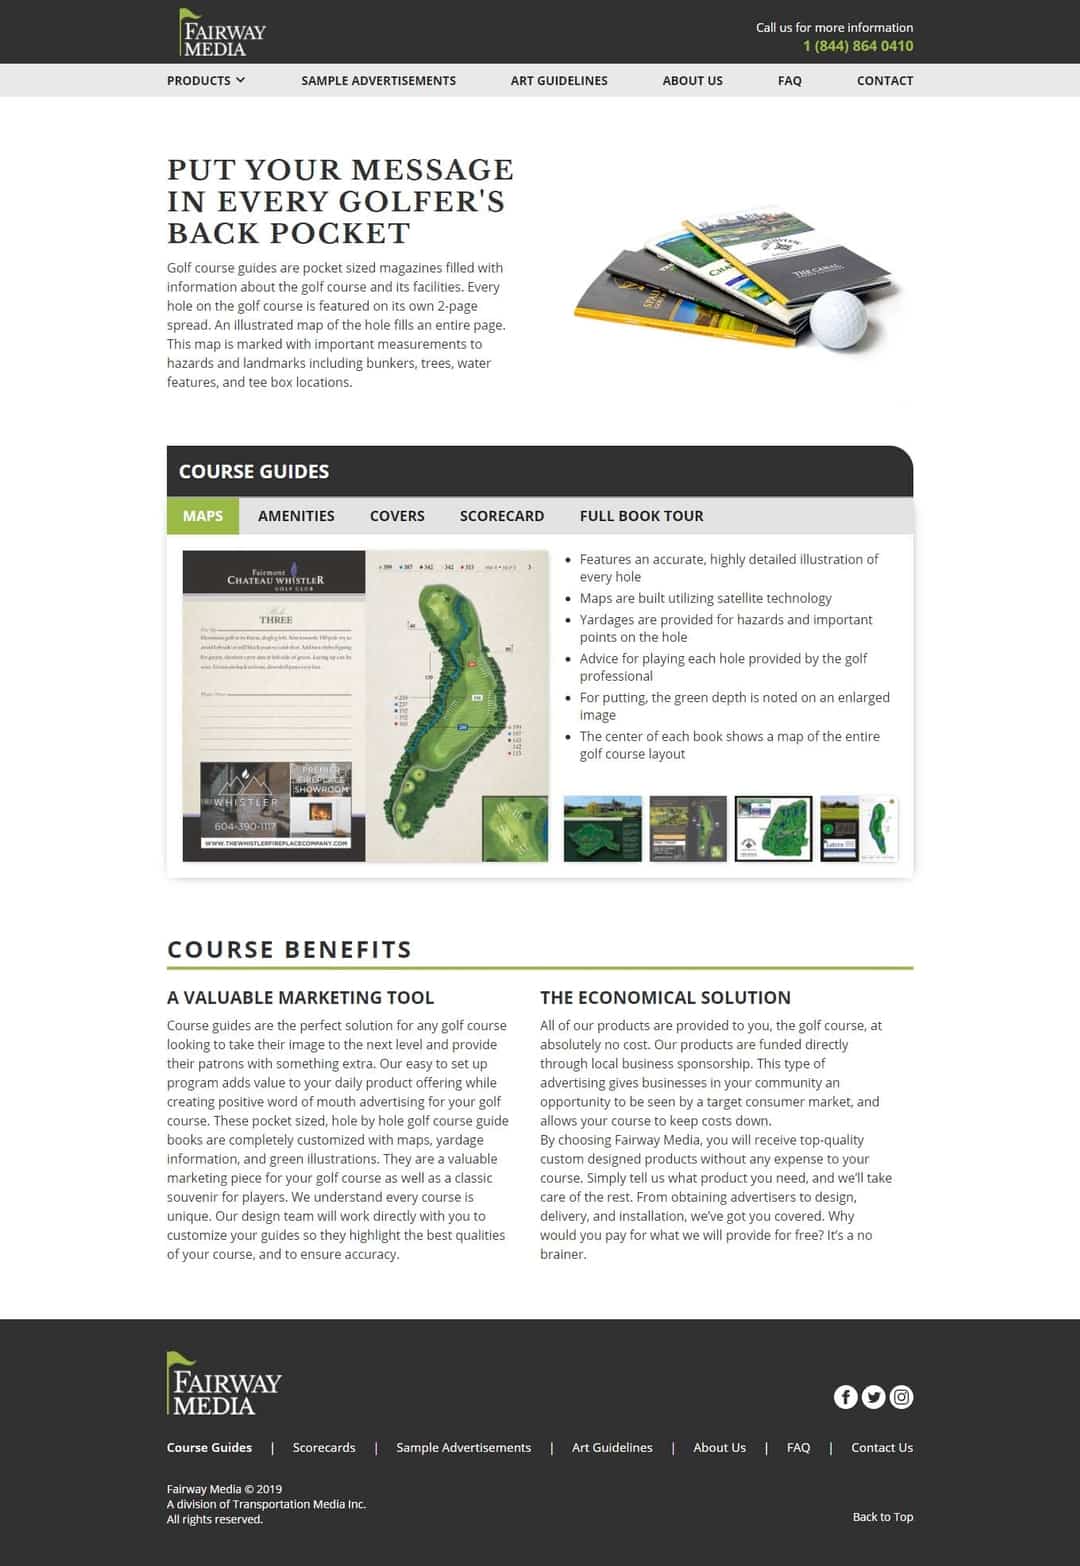 FAIRWAY
MEDIA
Call us for more information
1 (844) 864 0410
PRODUCTS
SAMPLE ADVERTISEMENTS
ART GUIDELINES
ABOUT US
FAQ
CONTACT
PUT YOUR MESSAGE
IN EVERY GOLFER'S
BACK POCKET
Golf course guides are pocket sized magazines filled with
information about the golf course and its facilities. Every
hole on the golf course is featured on its own 2-page
spread. An illustrated map of the hole fills an entire page.
This map is marked with important measurements to
hazards and landmarks including bunkers, trees, water
features, and tee box locations.
COURSE GUIDES
MAPS
AMENITIES
COVERS
SCORECARD
FULL BOOK TOUR
Fairmont
CHATEAU WHISTLER
GOLF CLUB
Hole
THREE
WHISTLER
604-390-1117
PREMIER
FIREPLACE
SHOWROOM
WWW.THEWHISTLERFIREPLACECOMPANY.COM
Features an accurate, highly detailed illustration of
every hole
Maps are built utilizing satellite technology
Yardages are provided for hazards and important
points on the hole
Advice for playing each hole provided by the golf
professional
For putting, the green depth is noted on an enlarged
image
The center of each book shows a map of the entire
golf course layout
COURSE BENEFITS
A VALUABLE MARKETING TOOL
Course guides are the perfect solution for any golf course
looking to take their image to the next level and provide
their patrons with something extra. Our easy to set up
program adds value to your daily product offering while
creating positive word of mouth advertising for your golf
course. These pocket sized, hole by hole golf course guide
books are completely customized with maps, yardage
information, and green illustrations. They are a valuable
marketing piece for your golf course as well as a classic
souvenir for players. We understand every course is
unique. Our design team will work directly with you to
customize your guides so they highlight the best qualities
of your course, and to ensure accuracy.
THE ECONOMICAL SOLUTION
All of our products are provided to you, the golf course, at
absolutely no cost. Our products are funded directly
through local business sponsorship. This type of
advertising gives businesses in your community an
opportunity to be seen by a target consumer market, and
allows your course to keep costs down.
By choosing Fairway Media, you will receive top-quality
custom designed products without any expense to your
course. Simply tell us what product you need, and we'll take
care of the rest. From obtaining advertisers to design,
delivery, and installation, we've got you covered. Why
would you pay for what we will provide for free? It's a no
brainer.
FAIRWAY
MEDIA
Course Guides | Scorecards | Sample Advertisements | Art Guidelines | About Us | FAQ | Contact Us
Fairway Media © 2019
A division of Transportation Media Inc.
All rights reserved.
Back to Top